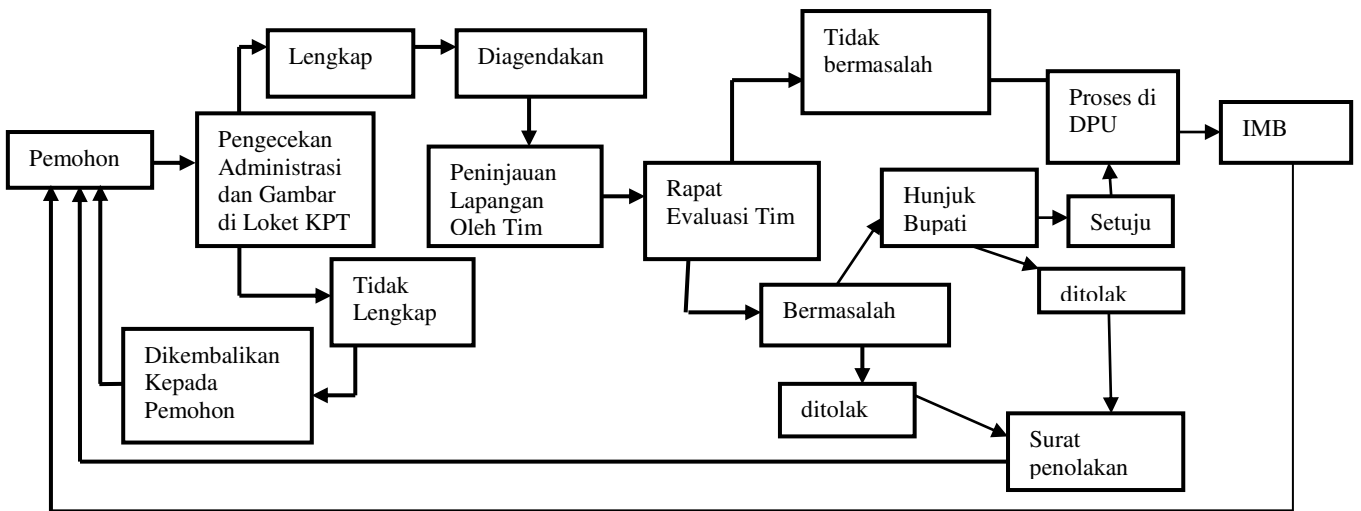 Pemohon
Pengecekan
Administrasi
dan Gambar
di Loket KPT
Lengkap
Diagendakan
Tidak
Lengkap
Dikembalikan
Kepada
Pemohon
Peninjauan
Lapangan
Oleh Tim
Rapat
Evaluasi Tim
Tidak
bermasalah
Bermasalah
ditolak
Hunjuk
Bupati
Setuju
ditolak
Surat
penolakan
Proses di
DPU
IMB